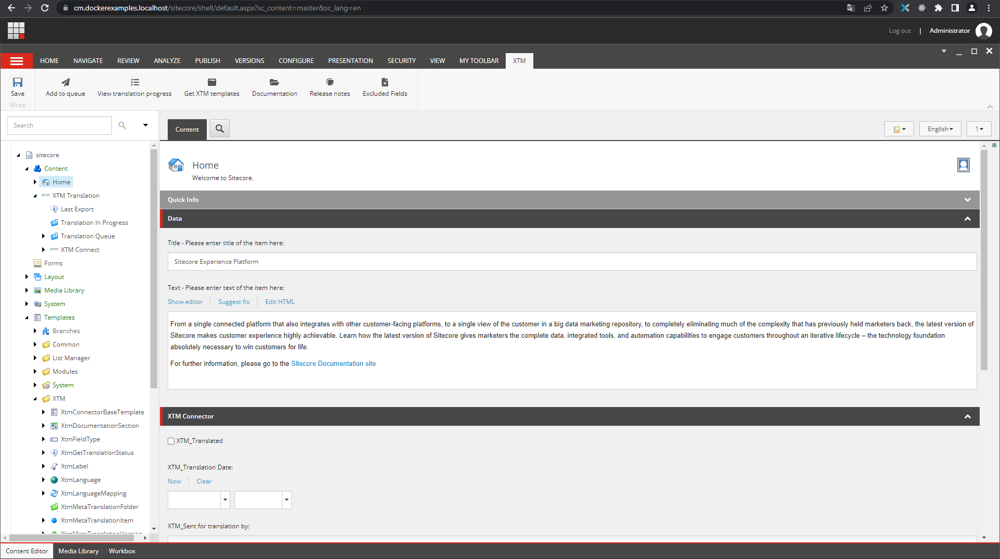 cm.dockerexamples.localhost/sitecore/shell/default.aspx?sc_content=master&sc_lang=en
Log out | Administrator
HOME NAVIGATE REVIEW ANALYZE PUBLISH VERSIONS CONFIGURE PRESENTATION SECURITY VIEW MY TOOLBAR XTM
Save Add to queue View translation progress Get XTM templates Documentation Release notes Excluded Fields
Write
Search
Content
English
1
sitecore
Content
Home
XTM Translation
Last Export
Translation In Progress
Translation Queue
XTM Connect
Forms
Layout
Media Library
System
Templates
Branches
Common
List Manager
Modules
System
XTM
XtmConnectorBaseTemplate
XtmDocumentationSection
XtmFieldType
XtmGetTranslationStatus
XtmLabel
XtmLanguage
XtmLanguageMapping
XtmMetaTranslationFolder
XtmMetaTranslationItem
XtmMetaTranslationVersion
Home
Welcome to Sitecore.
Quick Info
Data
Title - Please enter title of the item here:
Sitecore Experience Platform
Text - Please enter text of the item here:
Show editor Suggest fix Edit HTML
From a single connected platform that also integrates with other customer-facing platforms, to a single view of the customer in a big data marketing repository, to completely eliminating much of the complexity that has previously held marketers back, the latest version of
Sitecore makes customer experience highly achievable. Learn how the latest version of Sitecore gives marketers the complete data, integrated tools, and automation capabilities to engage customers throughout an iterative lifecycle – the technology foundation
absolutely necessary to win customers for life.
For further information, please go to the Sitecore Documentation site
XTM Connector
XTM_Translated
XTM_Translation Date:
Now Clear
XTM_Sent for translation by:
Content Editor Media Library Workbox